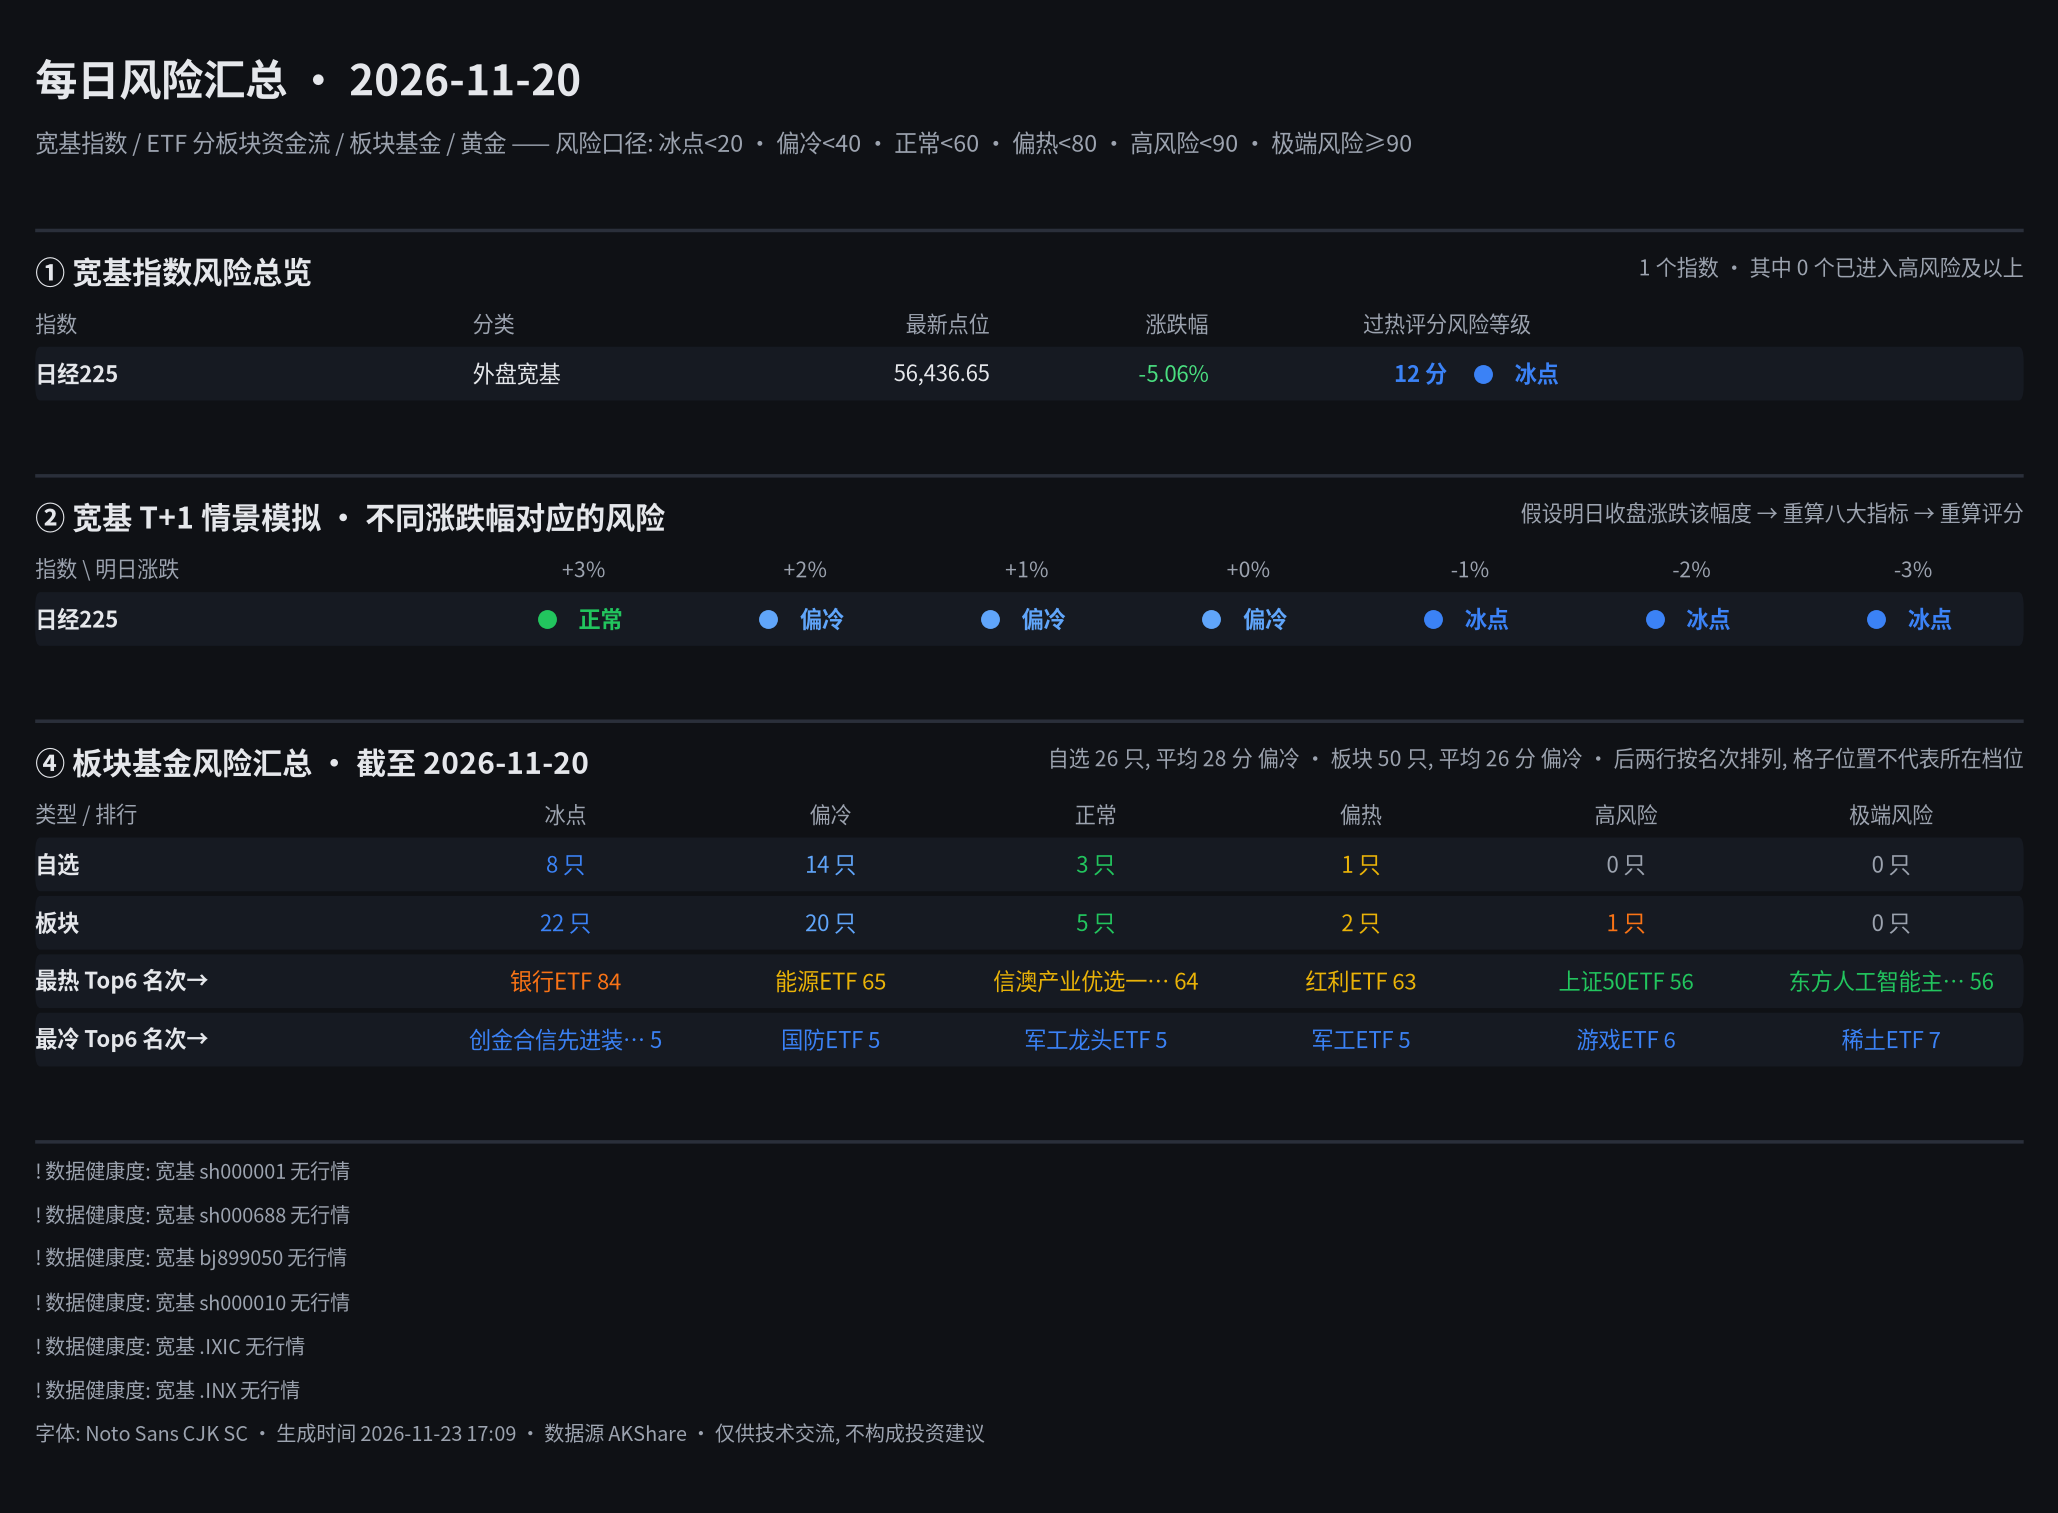 每日风险汇总 · 2026-11-20
宽基指数 / ETF 分板块资金流 / 板块基金 / 黄金 —— 风险口径: 冰点<20 · 偏冷<40 · 正常<60 · 偏热<80 · 高风险<90 · 极端风险≥90
① 宽基指数风险总览 1 个指数 · 其中 0 个已进入高风险及以上
指数 分类 最新点位 涨跌幅 过热评分风险等级
日经225 外盘宽基 56,436.65 -5.06% 12 分 ● 冰点
② 宽基 T+1 情景模拟 · 不同涨跌幅对应的风险 假设明日收盘涨跌该幅度 → 重算八大指标 → 重算评分
指数 \ 明日涨跌 +3% +2% +1% +0% -1% -2% -3%
日经225 ● 正常 ● 偏冷 ● 偏冷 ● 偏冷 ● 冰点 ● 冰点 ● 冰点
④ 板块基金风险汇总 · 截至 2026-11-20 自选 26 只, 平均 28 分 偏冷 · 板块 50 只, 平均 26 分 偏冷 · 后两行按名次排列, 格子位置不代表所在档位
类型 / 排行 冰点 偏冷 正常 偏热 高风险 极端风险
自选 8 只 14 只 3 只 1 只 0 只 0 只
板块 22 只 20 只 5 只 2 只 1 只 0 只
最热 Top6 名次→ 银行ETF 84 能源ETF 65 信澳产业优选一… 64 红利ETF 63 上证50ETF 56 东方人工智能主… 56
最冷 Top6 名次→ 创金合信先进装… 5 国防ETF 5 军工龙头ETF 5 军工ETF 5 游戏ETF 6 稀土ETF 7
! 数据健康度: 宽基 sh000001 无行情
! 数据健康度: 宽基 sh000688 无行情
! 数据健康度: 宽基 bj899050 无行情
! 数据健康度: 宽基 sh000010 无行情
! 数据健康度: 宽基 .IXIC 无行情
! 数据健康度: 宽基 .INX 无行情
字体: Noto Sans CJK SC · 生成时间 2026-11-23 17:09 · 数据源 AKShare · 仅供技术交流, 不构成投资建议